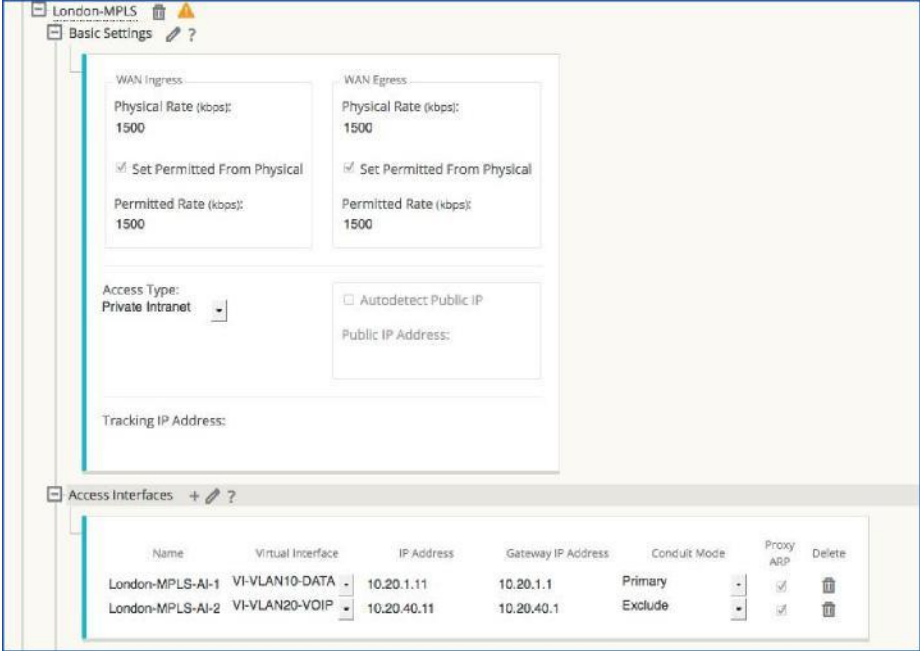 London-MPLS
Basic Settings ?
WAN Ingress
Physical Rate (kbps):
1500
Set Permitted From Physical
Permitted Rate (kbps):
1500
WAN Egress
Physical Rate (kbps):
1500
Set Permitted From Physical
Permitted Rate (kbps):
1500
Access Type:
Private Intranet
Autodetect Public IP
Public IP Address:
Tracking IP Address:
Access Interfaces + ?
Name Virtual Interface IP Address Gateway IP Address Conduit Mode Proxy ARP Delete
London-MPLS-AI-1 VI-VLAN10-DATA 10.20.1.11 10.20.1.1 Primary
London-MPLS-AI-2 VI-VLAN20-VOIP 10.20.40.11 10.20.40.1 Exclude